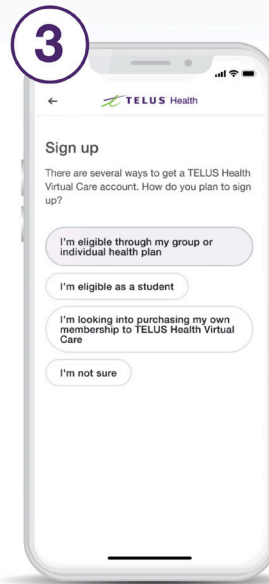 3
TELUS Health
Sign up
There are several ways to get a TELUS Health
Virtual Care account. How do you plan to sign
up?
I'm eligible through my group or
individual health plan
I'm eligible as a student
I'm looking into purchasing my own
membership to TELUS Health Virtual
Care
I'm not sure